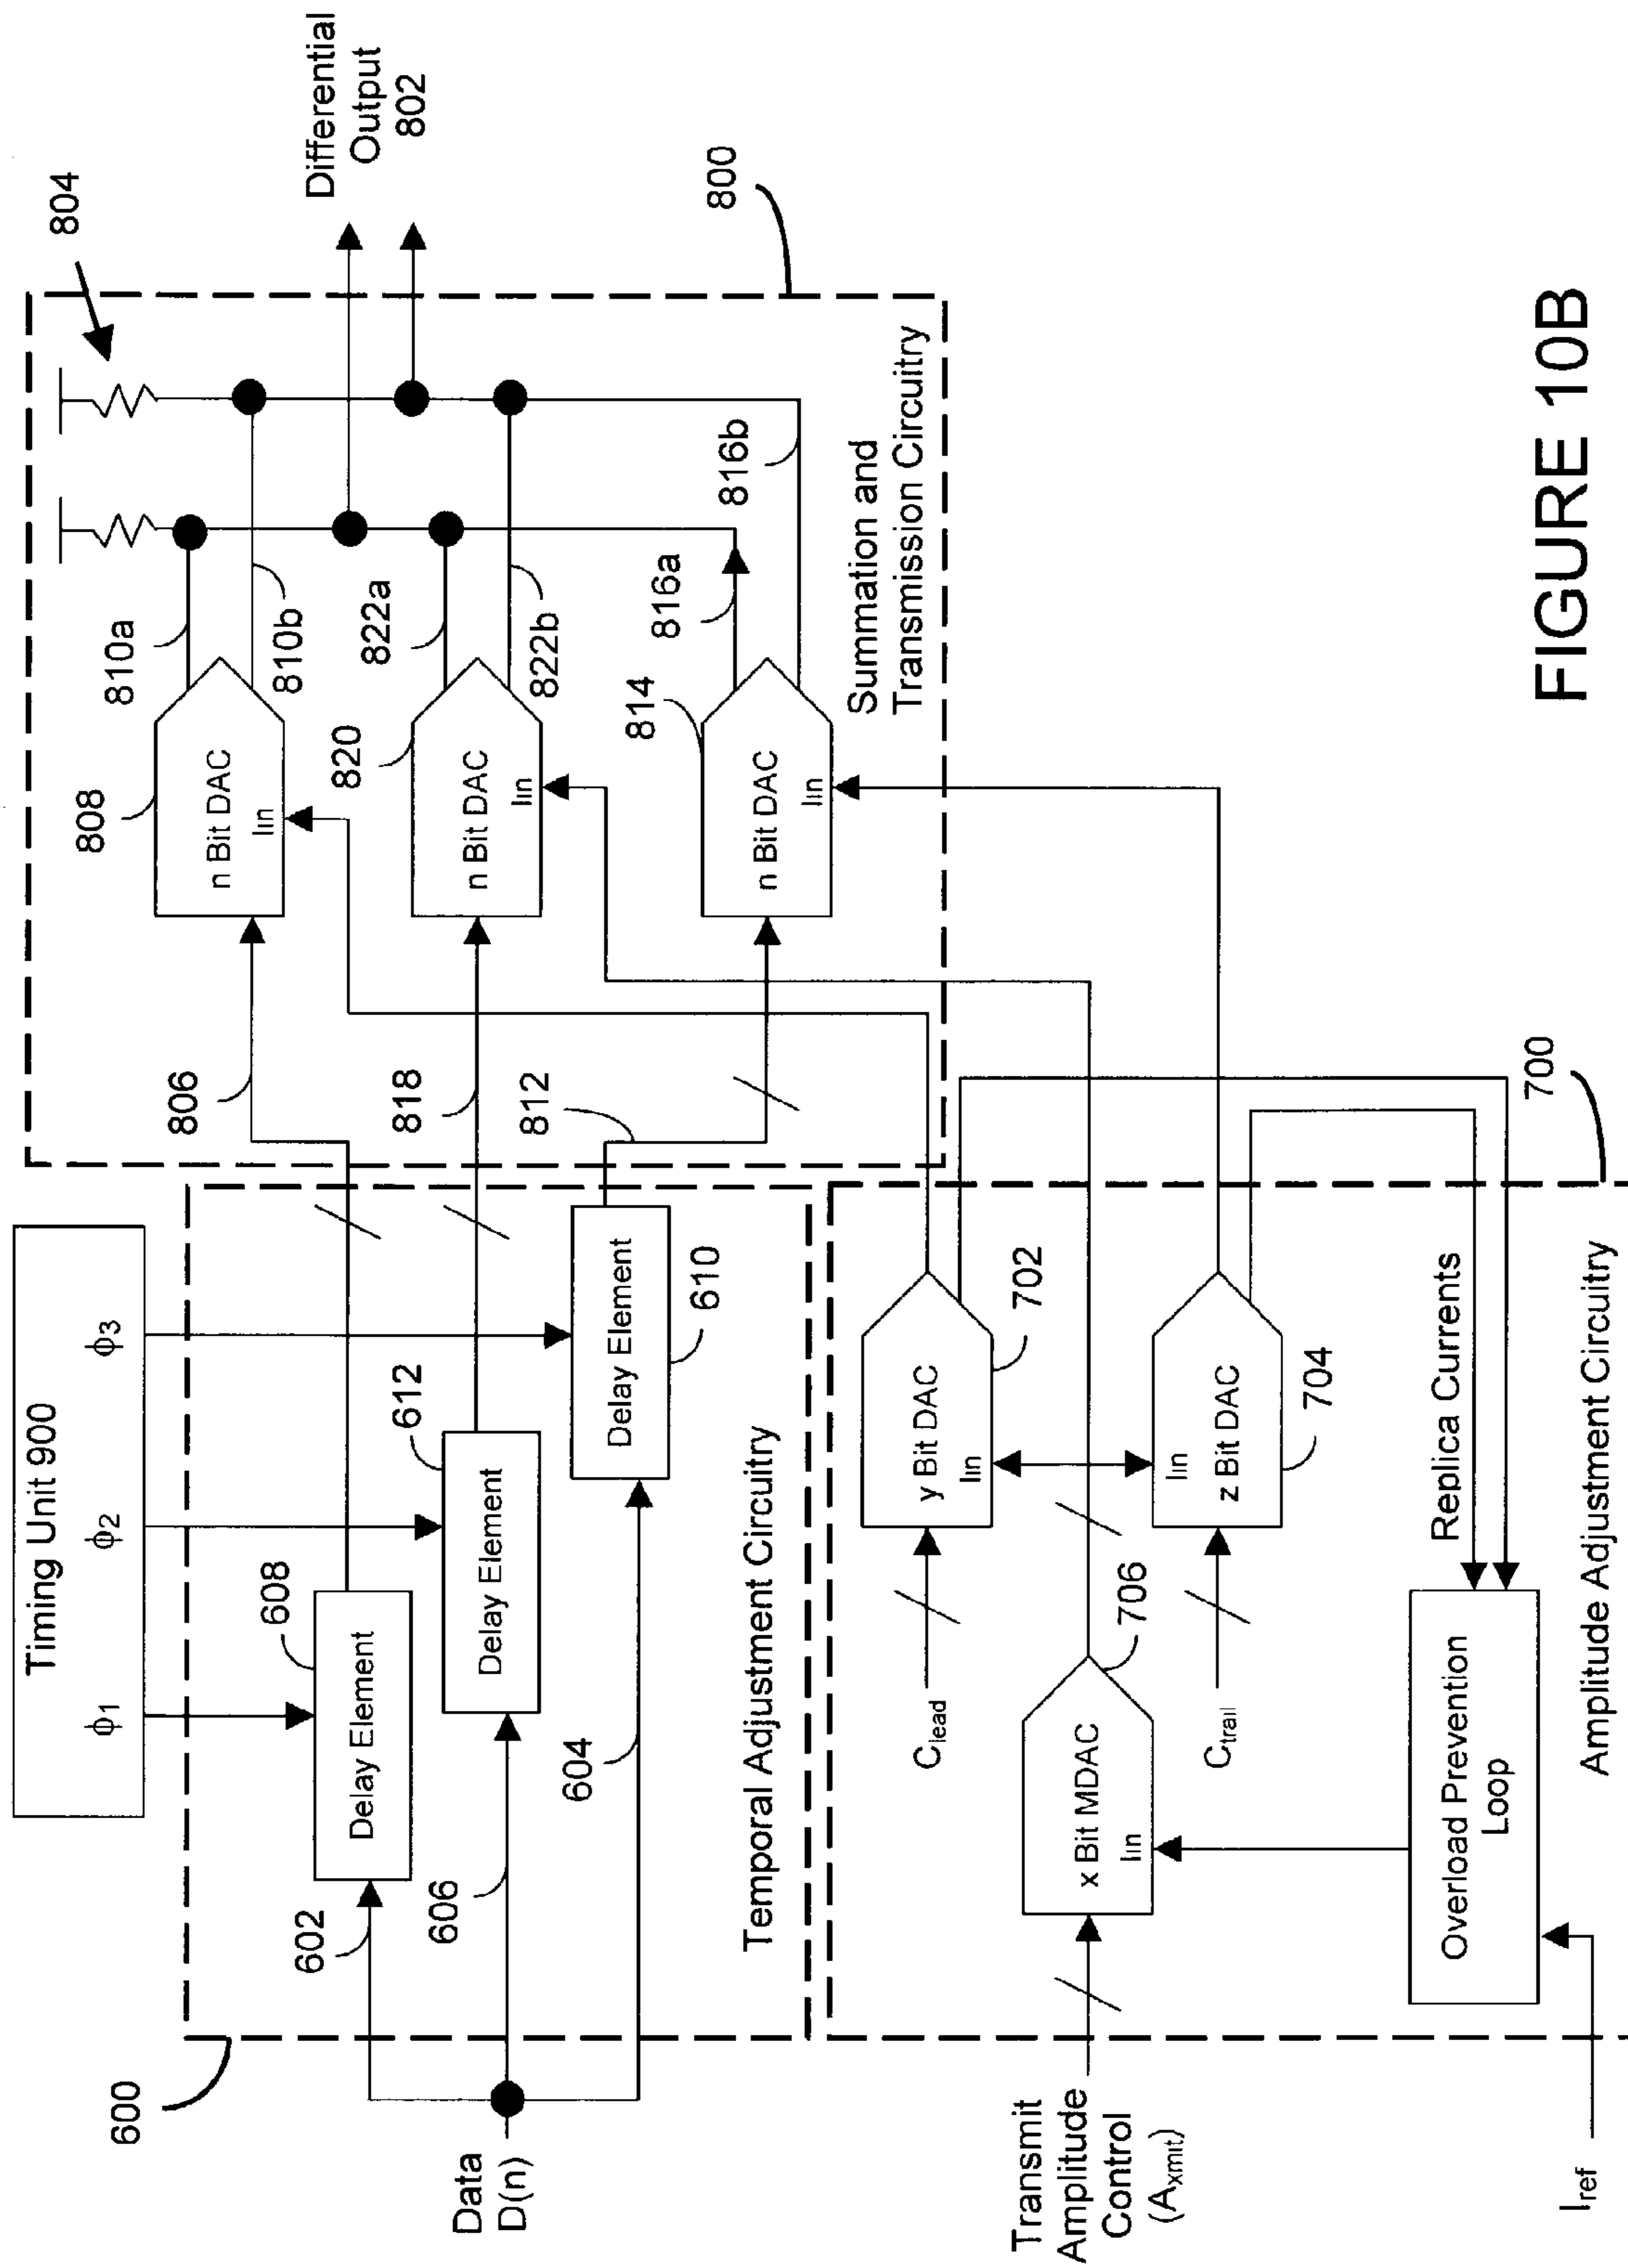 Timing Unit 900
ϕ1
ϕ2
ϕ3
600
602
606
604
608
612
610
Delay Element
Delay Element
Delay Element
Data
D(n)
Temporal Adjustment Circuitry
806
818
812
808
820
814
n Bit DAC
Iin
n Bit DAC
Iin
n Bit DAC
Iin
810a
810b
822a
822b
816a
816b
804
Differential
Output
802
800
Summation and
Transmission Circuitry
Transmit
Amplitude
Control
(Axmit)
Clead
Ctrail
x Bit MDAC
Iin
706
y Bit DAC
Iin
702
Iin
z Bit DAC
704
Replica Currents
Overload Prevention
Loop
Iref
700
Amplitude Adjustment Circuitry
FIGURE 10B